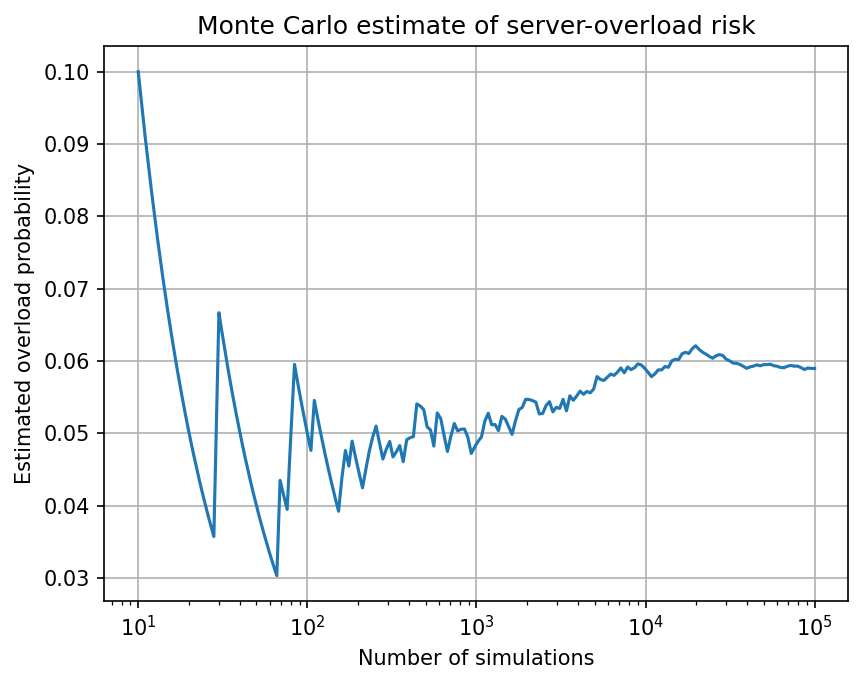 Monte Carlo estimate of server-overload risk
Estimated overload probability
0.10
0.09
0.08
0.07
0.06
0.05
0.04
0.03
10¹ 10² 10³ 10⁴ 10⁵
Number of simulations